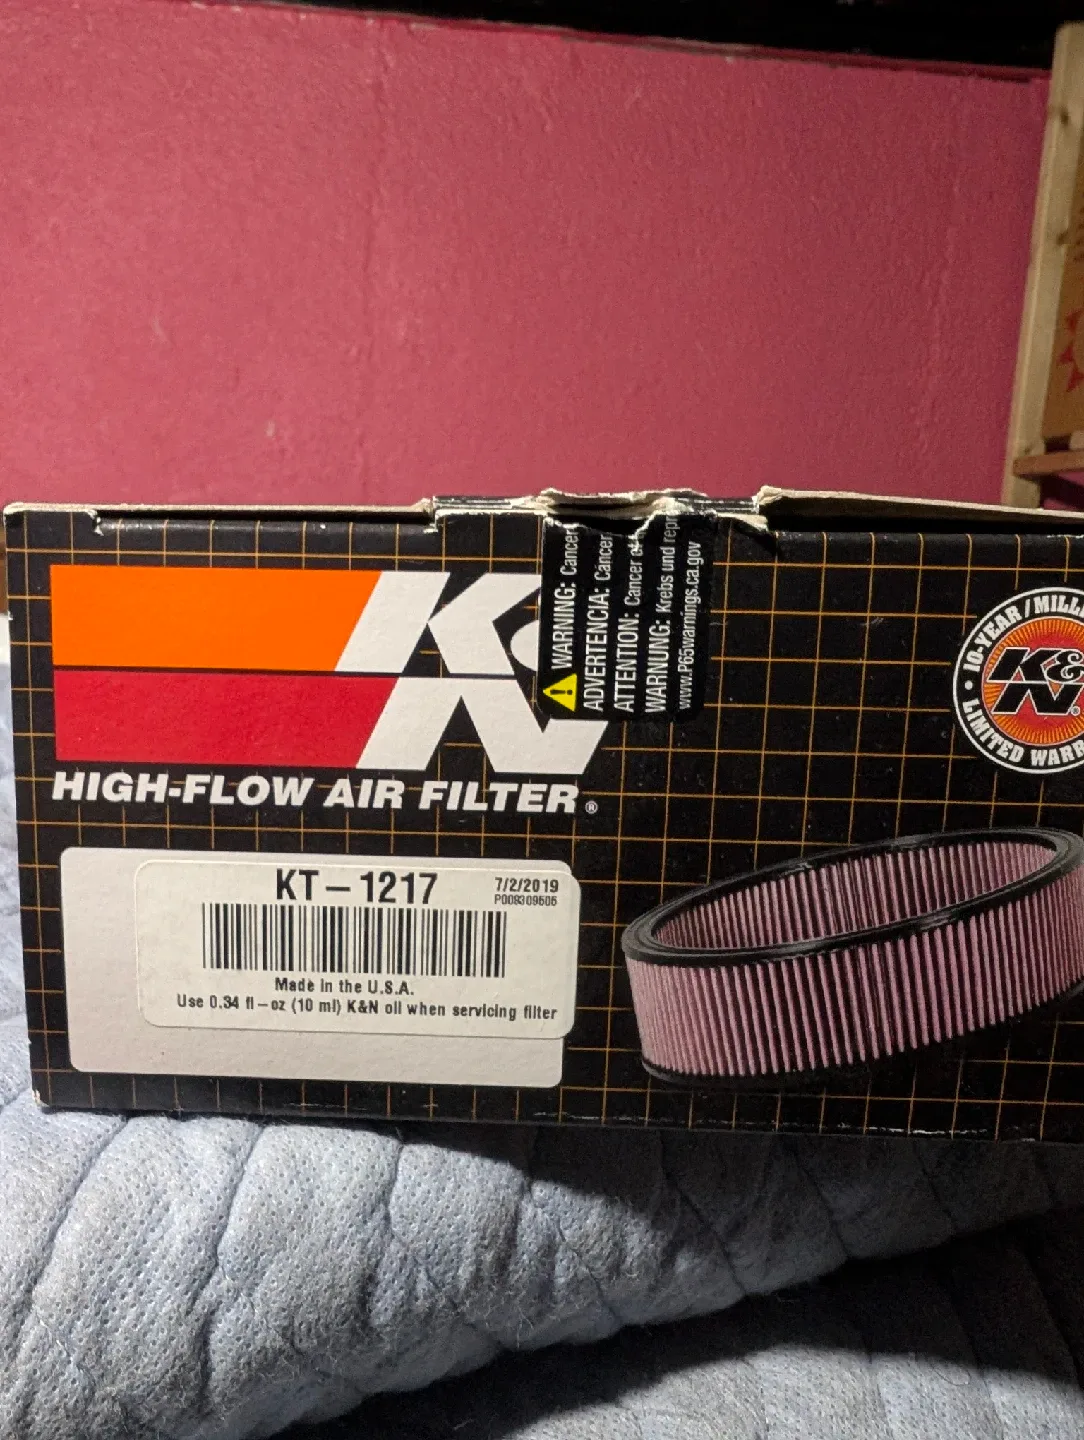 K&N
HIGH-FLOW AIR FILTER®
WARNING: Cancer
ADVERTENCIA: Cancer
ATTENTION: Cancer
WARNUNG: Krebs und repr
www.P65warnings.ca.gov
10-YEAR/MILLI
K&N®
LIMITED WARR
KT-1217
7/2/2019
Made in the U.S.A.
Use 0.34 fl-oz (10 ml) K&N oil when servicing filter